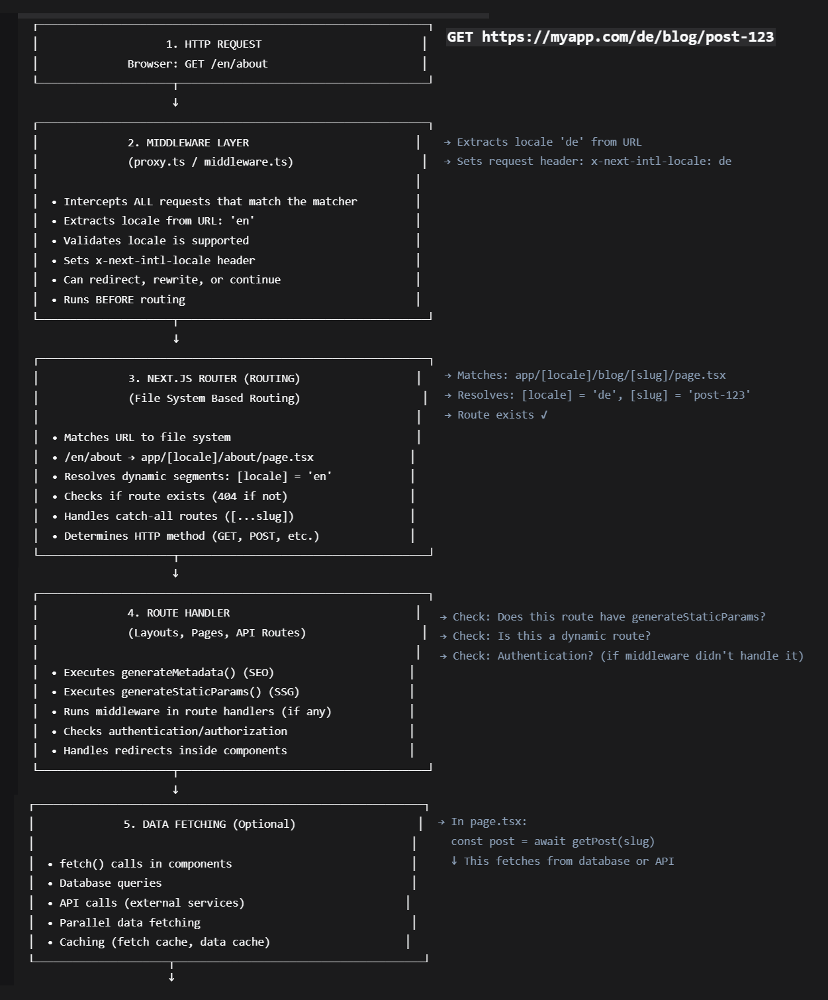 1. HTTP REQUEST
Browser: GET /en/about
GET https://myapp.com/de/blog/post-123
↓
2. MIDDLEWARE LAYER
(proxy.ts / middleware.ts)
• Intercepts ALL requests that match the matcher
• Extracts locale from URL: 'en'
• Validates locale is supported
• Sets x-next-intl-locale header
• Can redirect, rewrite, or continue
• Runs BEFORE routing
→ Extracts locale 'de' from URL
→ Sets request header: x-next-intl-locale: de
↓
3. NEXT.JS ROUTER (ROUTING)
(File System Based Routing)
• Matches URL to file system
• /en/about → app/[locale]/about/page.tsx
• Resolves dynamic segments: [locale] = 'en'
• Checks if route exists (404 if not)
• Handles catch-all routes ([...slug])
• Determines HTTP method (GET, POST, etc.)
→ Matches: app/[locale]/blog/[slug]/page.tsx
→ Resolves: [locale] = 'de', [slug] = 'post-123'
→ Route exists ✓
↓
4. ROUTE HANDLER
(Layouts, Pages, API Routes)
• Executes generateMetadata() (SEO)
• Executes generateStaticParams() (SSG)
• Runs middleware in route handlers (if any)
• Checks authentication/authorization
• Handles redirects inside components
→ Check: Does this route have generateStaticParams?
→ Check: Is this a dynamic route?
→ Check: Authentication? (if middleware didn't handle it)
↓
5. DATA FETCHING (Optional)
• fetch() calls in components
• Database queries
• API calls (external services)
• Parallel data fetching
• Caching (fetch cache, data cache)
→ In page.tsx:
const post = await getPost(slug)
↓ This fetches from database or API
↓